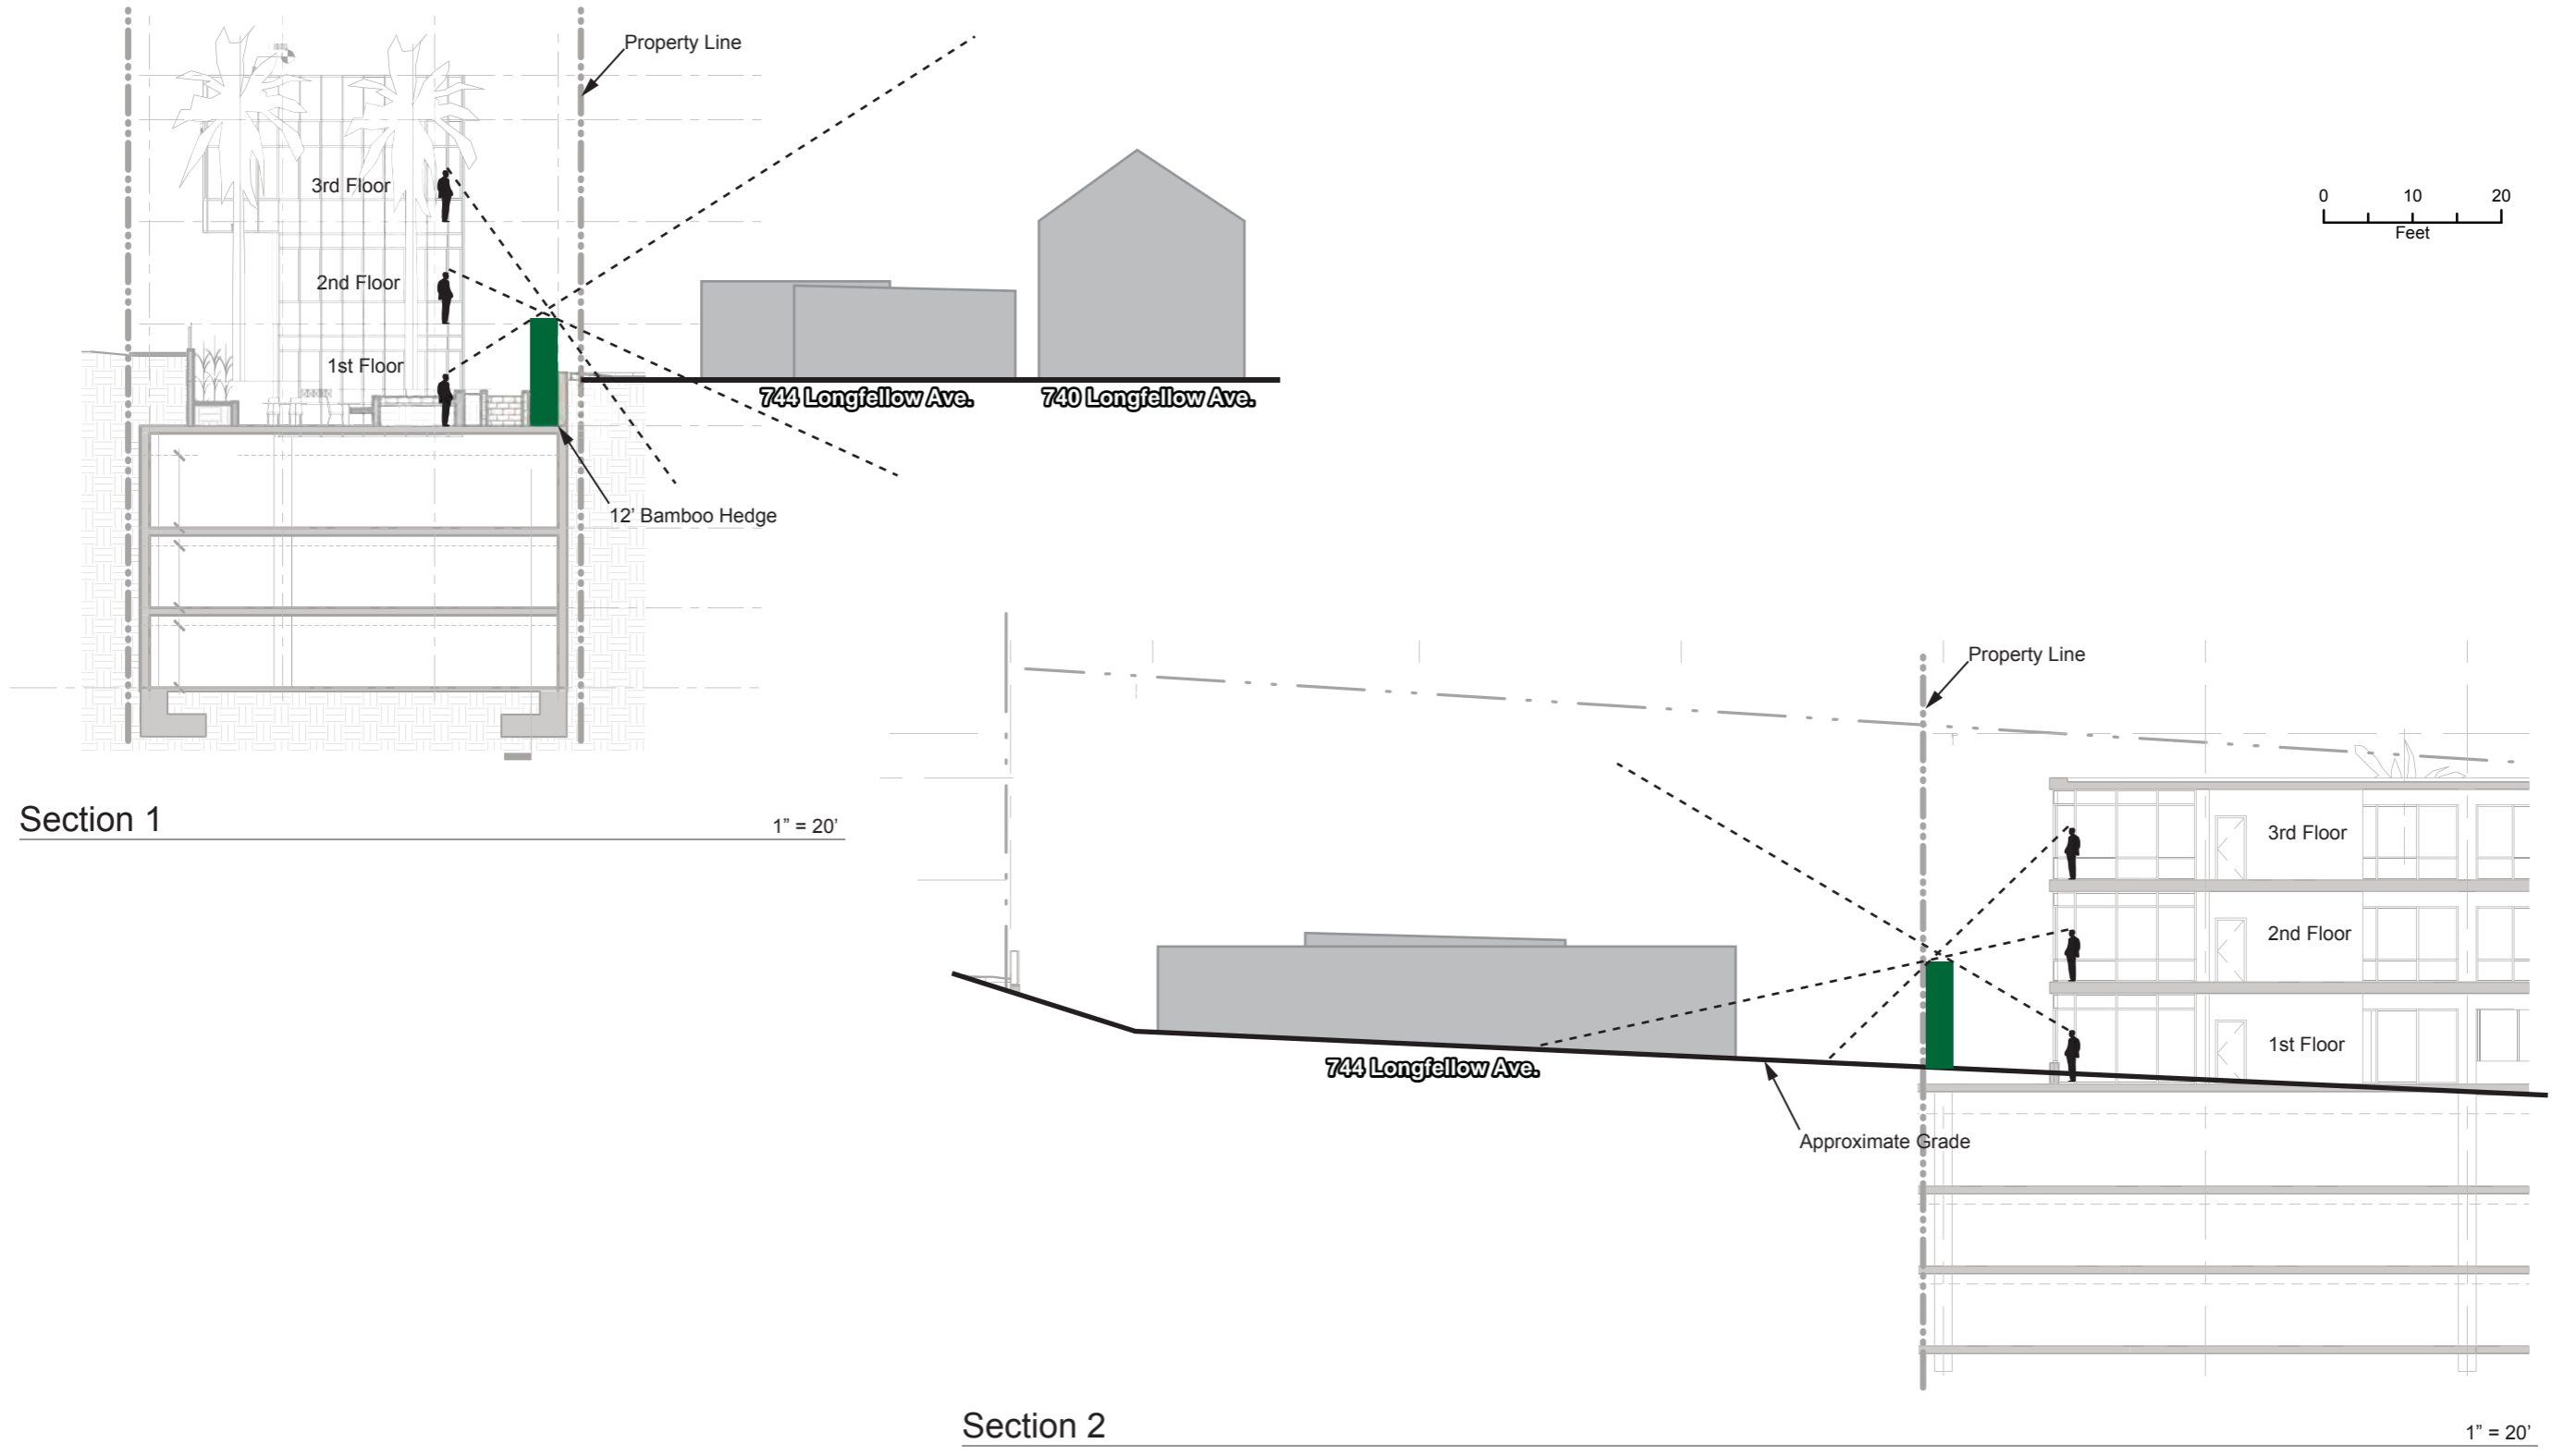 Property Line
3rd Floor
2nd Floor
1st Floor
744 Longfellow Ave.
740 Longfellow Ave.
12’ Bamboo Hedge
0 10 20
Feet
Section 1
1” = 20’
Property Line
3rd Floor
2nd Floor
1st Floor
744 Longfellow Ave.
Approximate Grade
Section 2
1” = 20’